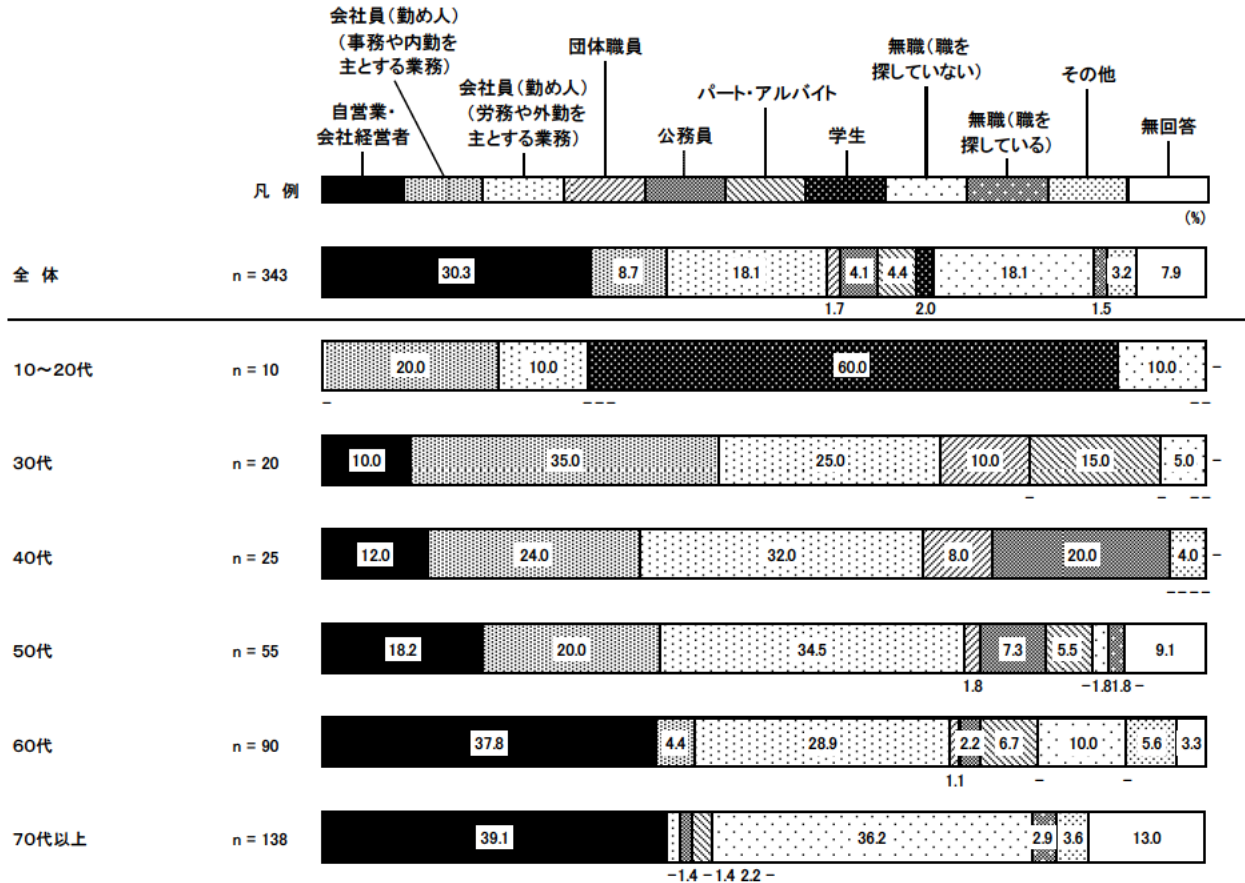 会社員(勤め人)
(事務や内勤を
主とする業務)
団体職員
無職(職を
探していない)
その他
会社員(勤め人)
(労務や外勤を
主とする業務)
パート・アルバイト
自営業・
会社経営者
公務員
学生
無職(職を
探している)
無回答
凡 例
(%)
全 体 n = 343 30.3 8.7 18.1 4.1 4.4 18.1 3.2 7.9
1.7 2.0 1.5
10~20代 n = 10 20.0 10.0 60.0 10.0 -
- --- --
30代 n = 20 10.0 35.0 25.0 10.0 15.0 5.0 -
- - --
40代 n = 25 12.0 24.0 32.0 8.0 20.0 4.0 -
----
50代 n = 55 18.2 20.0 34.5 7.3 5.5 9.1
1.8 -1.81.8 -
60代 n = 90 37.8 4.4 28.9 2.2 6.7 10.0 5.6 3.3
1.1 - -
70代以上 n = 138 39.1 36.2 2.9 3.6 13.0
-1.4 -1.4 2.2 -